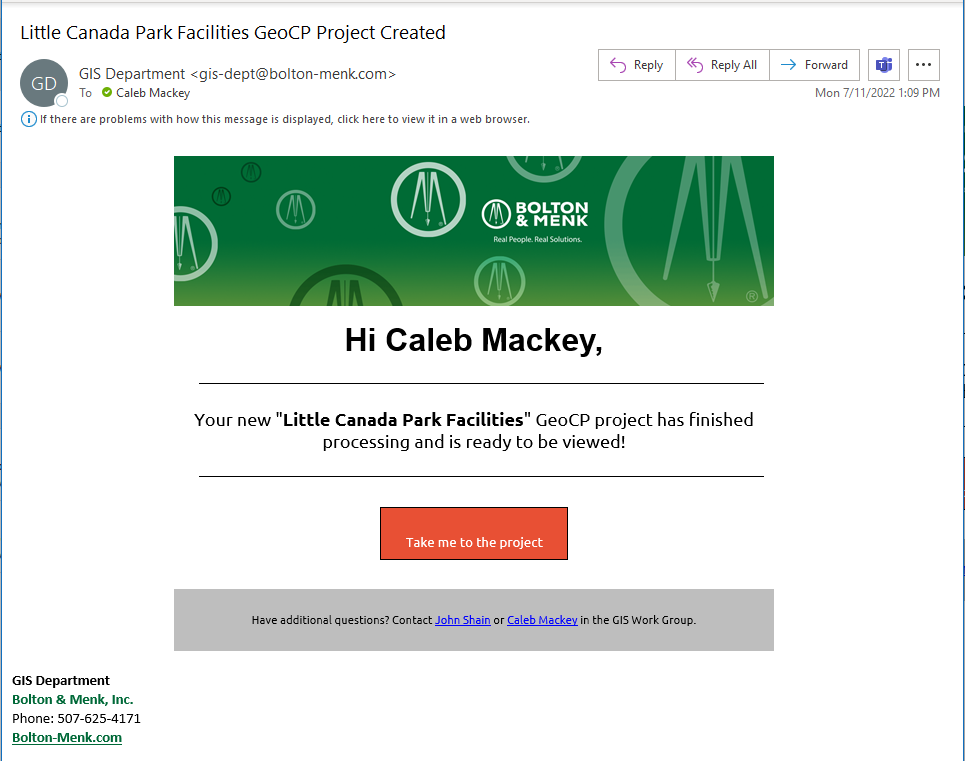 Little Canada Park Facilities GeoCP Project Created
GD
GIS Department <gis-dept@bolton-menk.com>
To Caleb Mackey
Reply
Reply All
Forward
Mon 7/11/2022 1:09 PM
If there are problems with how this message is displayed, click here to view it in a web browser.
BOLTON
& MENK
Real People. Real Solutions.
®
Hi Caleb Mackey,
Your new "Little Canada Park Facilities" GeoCP project has finished
processing and is ready to be viewed!
Take me to the project
Have additional questions? Contact John Shain or Caleb Mackey in the GIS Work Group.
GIS Department
Bolton & Menk, Inc.
Phone: 507-625-4171
Bolton-Menk.com